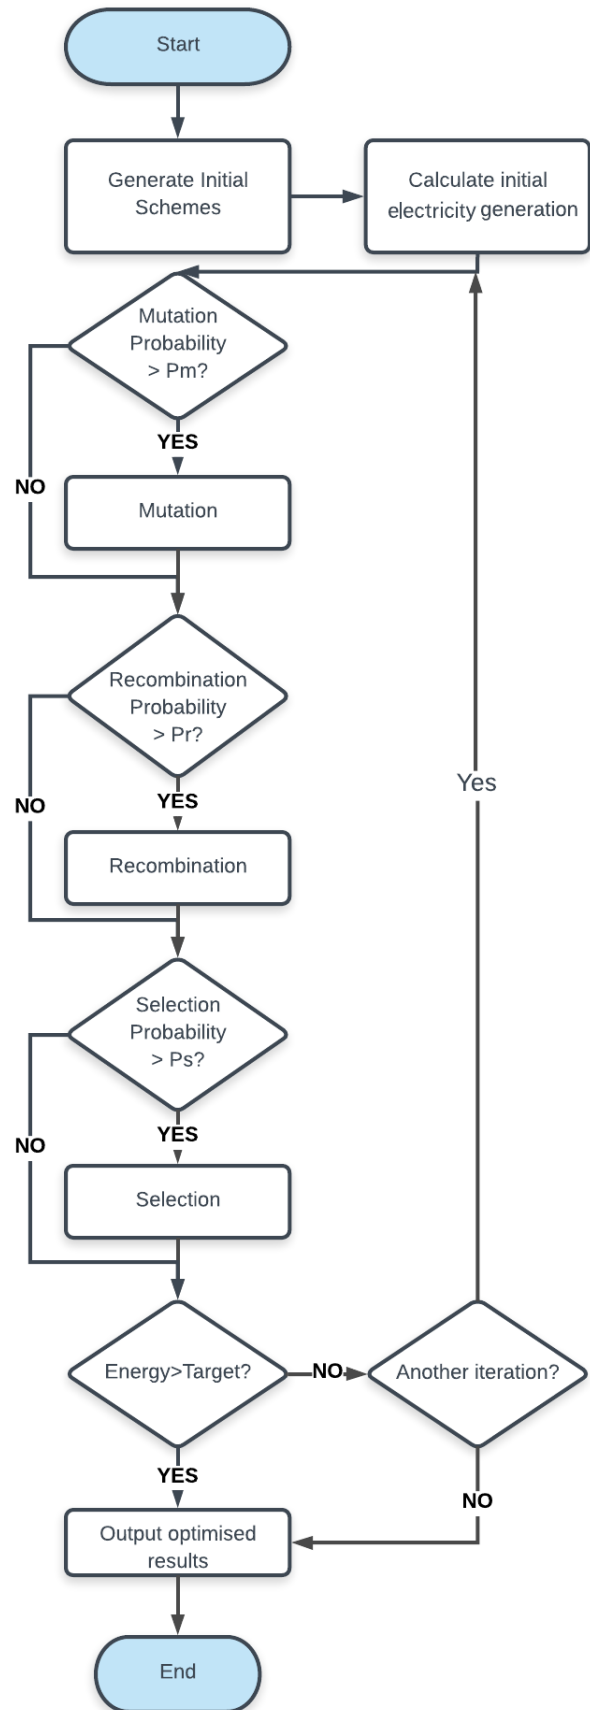 Start
Generate Initial
Schemes
Calculate initial
electricity generation
Mutation
Probability
> Pm?
YES
NO
Mutation
Recombination
Probability
> Pr?
Yes
YES
NO
Recombination
Selection
Probability
> Ps?
YES
NO
Selection
Energy>Target?
NO
Another iteration?
YES
NO
Output optimised
results
End